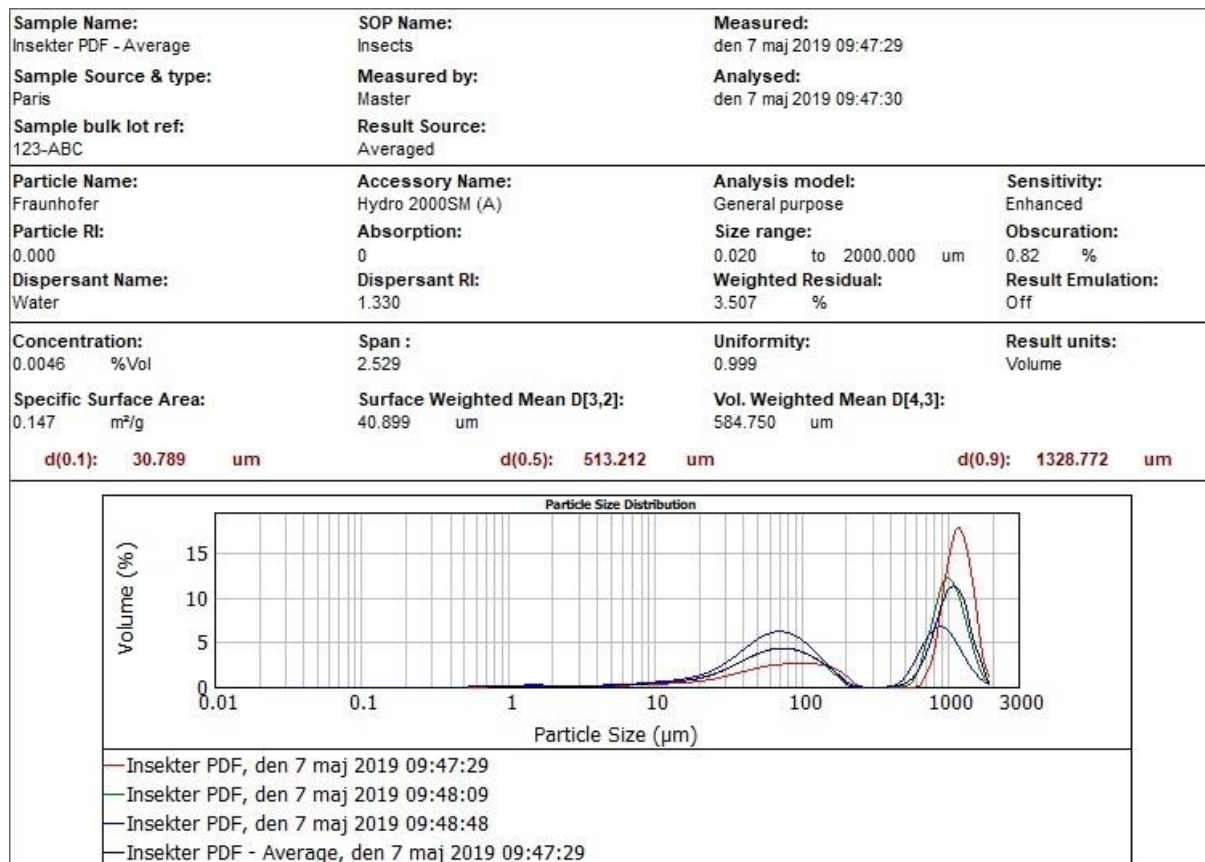 Sample Name: SOP Name: Measured:
Insekter PDF - Average Insects den 7 maj 2019 09:47:29
Sample Source & type: Measured by: Analysed:
Paris Master den 7 maj 2019 09:47:30
Sample bulk lot ref: Result Source:
123-ABC Averaged
Particle Name: Accessory Name: Analysis model: Sensitivity:
Fraunhofer Hydro 2000SM (A) General purpose Enhanced
Particle RI: Absorption: Size range: Obscuration:
0.000 0 0.020 to 2000.000 um 0.82 %
Dispersant Name: Dispersant RI: Weighted Residual: Result Emulation:
Water 1.330 3.507 % Off
Concentration: Span : Uniformity: Result units:
0.0046 %Vol 2.529 0.999 Volume
Specific Surface Area: Surface Weighted Mean D[3,2]: Vol. Weighted Mean D[4,3]:
0.147 m²/g 40.899 um 584.750 um
d(0.1): 30.789 um d(0.5): 513.212 um d(0.9): 1328.772 um
Particle Size Distribution
Volume (%)
15
10
5
0
0.01 0.1 1 10 100 1000 3000
Particle Size (µm)
Insekter PDF, den 7 maj 2019 09:47:29
Insekter PDF, den 7 maj 2019 09:48:09
Insekter PDF, den 7 maj 2019 09:48:48
Insekter PDF - Average, den 7 maj 2019 09:47:29